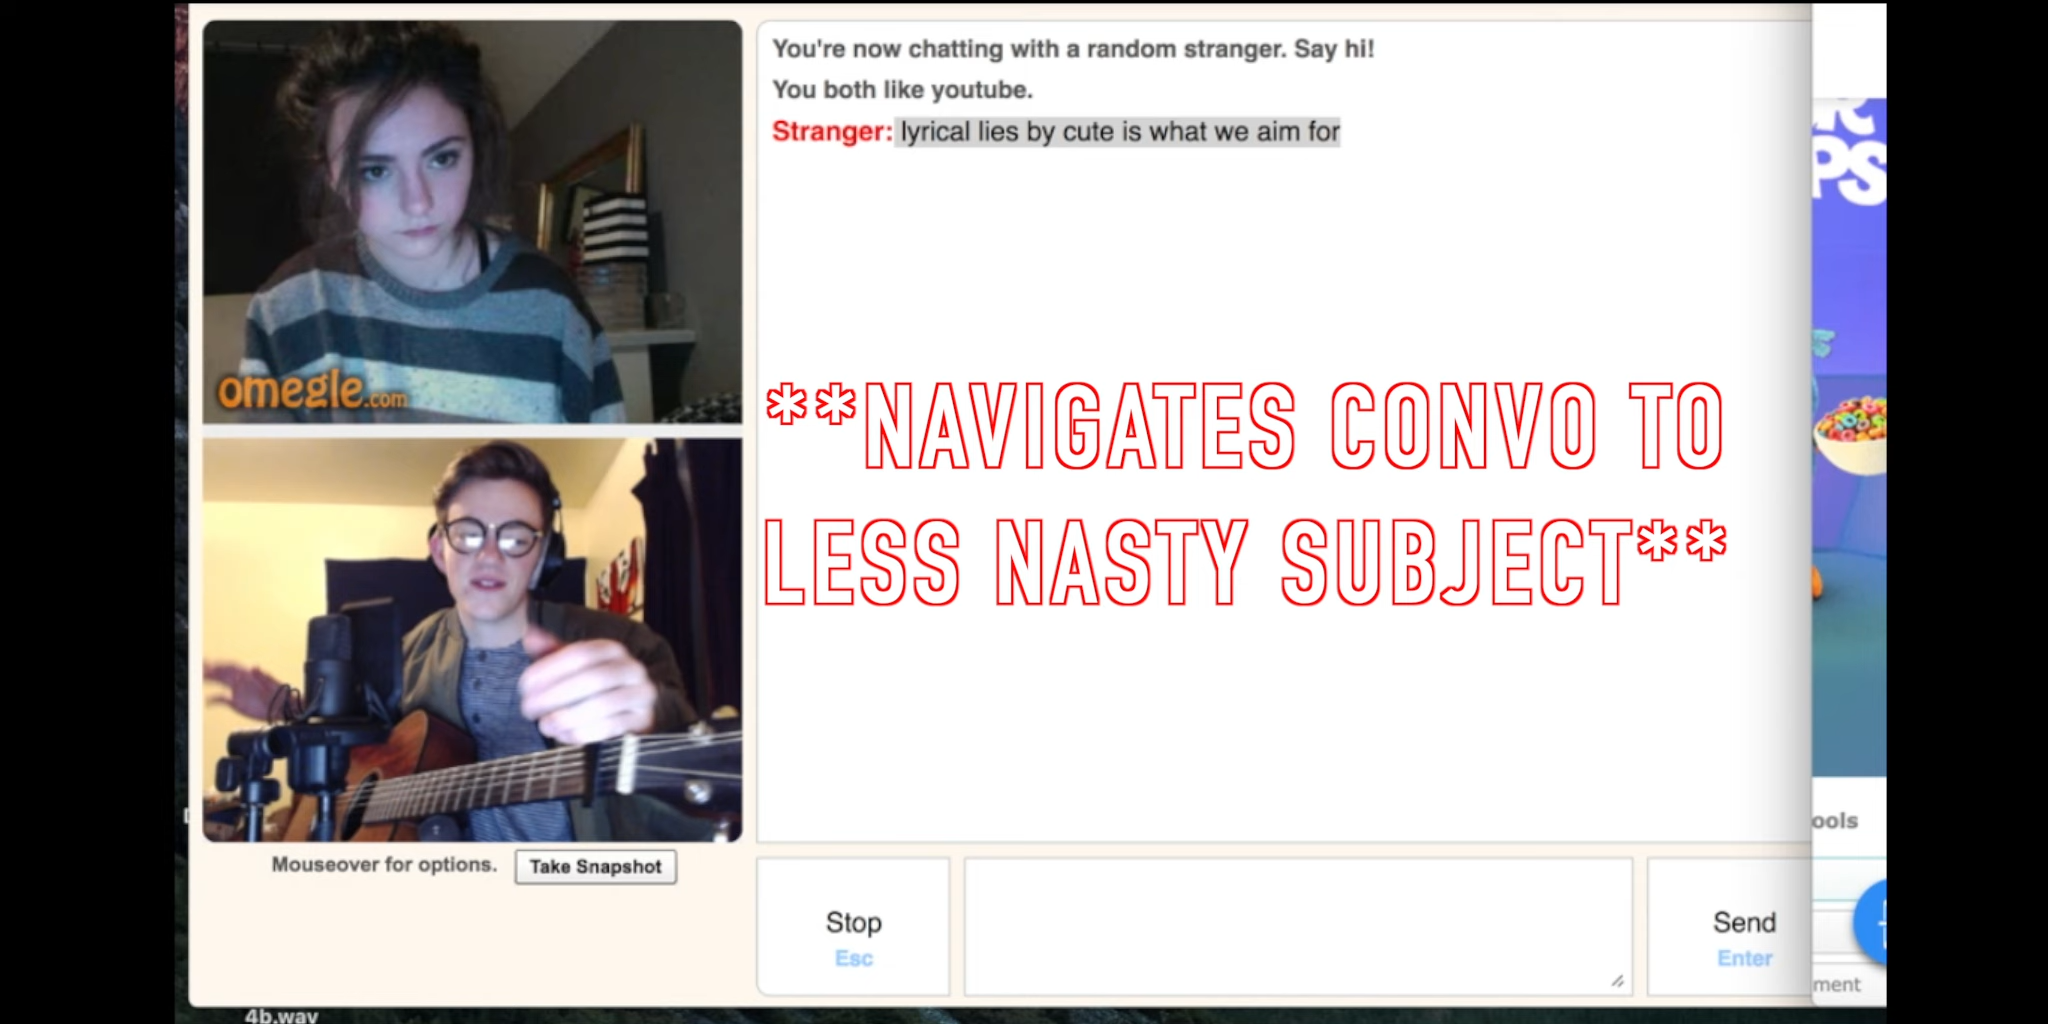 You're now chatting with a random stranger. Say hi!
You both like youtube.
Stranger: lyrical lies by cute is what we aim for
omegle.com
**NAVIGATES CONVO TO
LESS NASTY SUBJECT**
PS
Mouseover for options.
Take Snapshot
Stop
Esc
Send
Enter
ools
ment
4b.wav